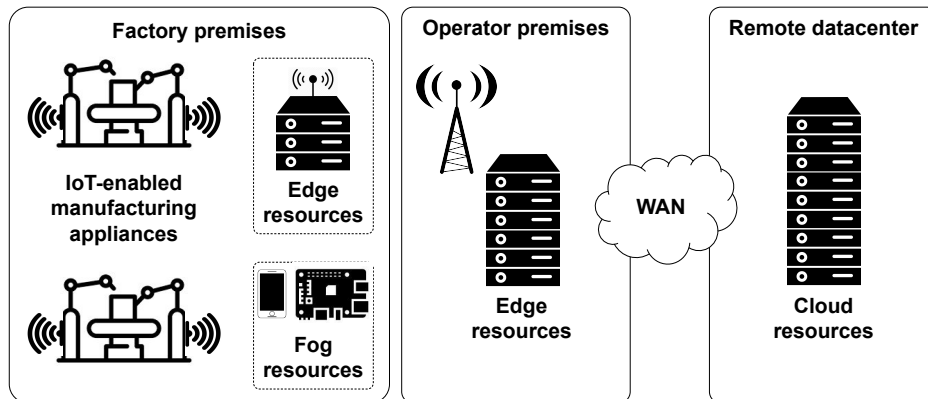 Factory premises
IoT-enabled
manufacturing
appliances
Edge
resources
Fog
resources
Operator premises
Edge
resources
WAN
Remote datacenter
Cloud
resources